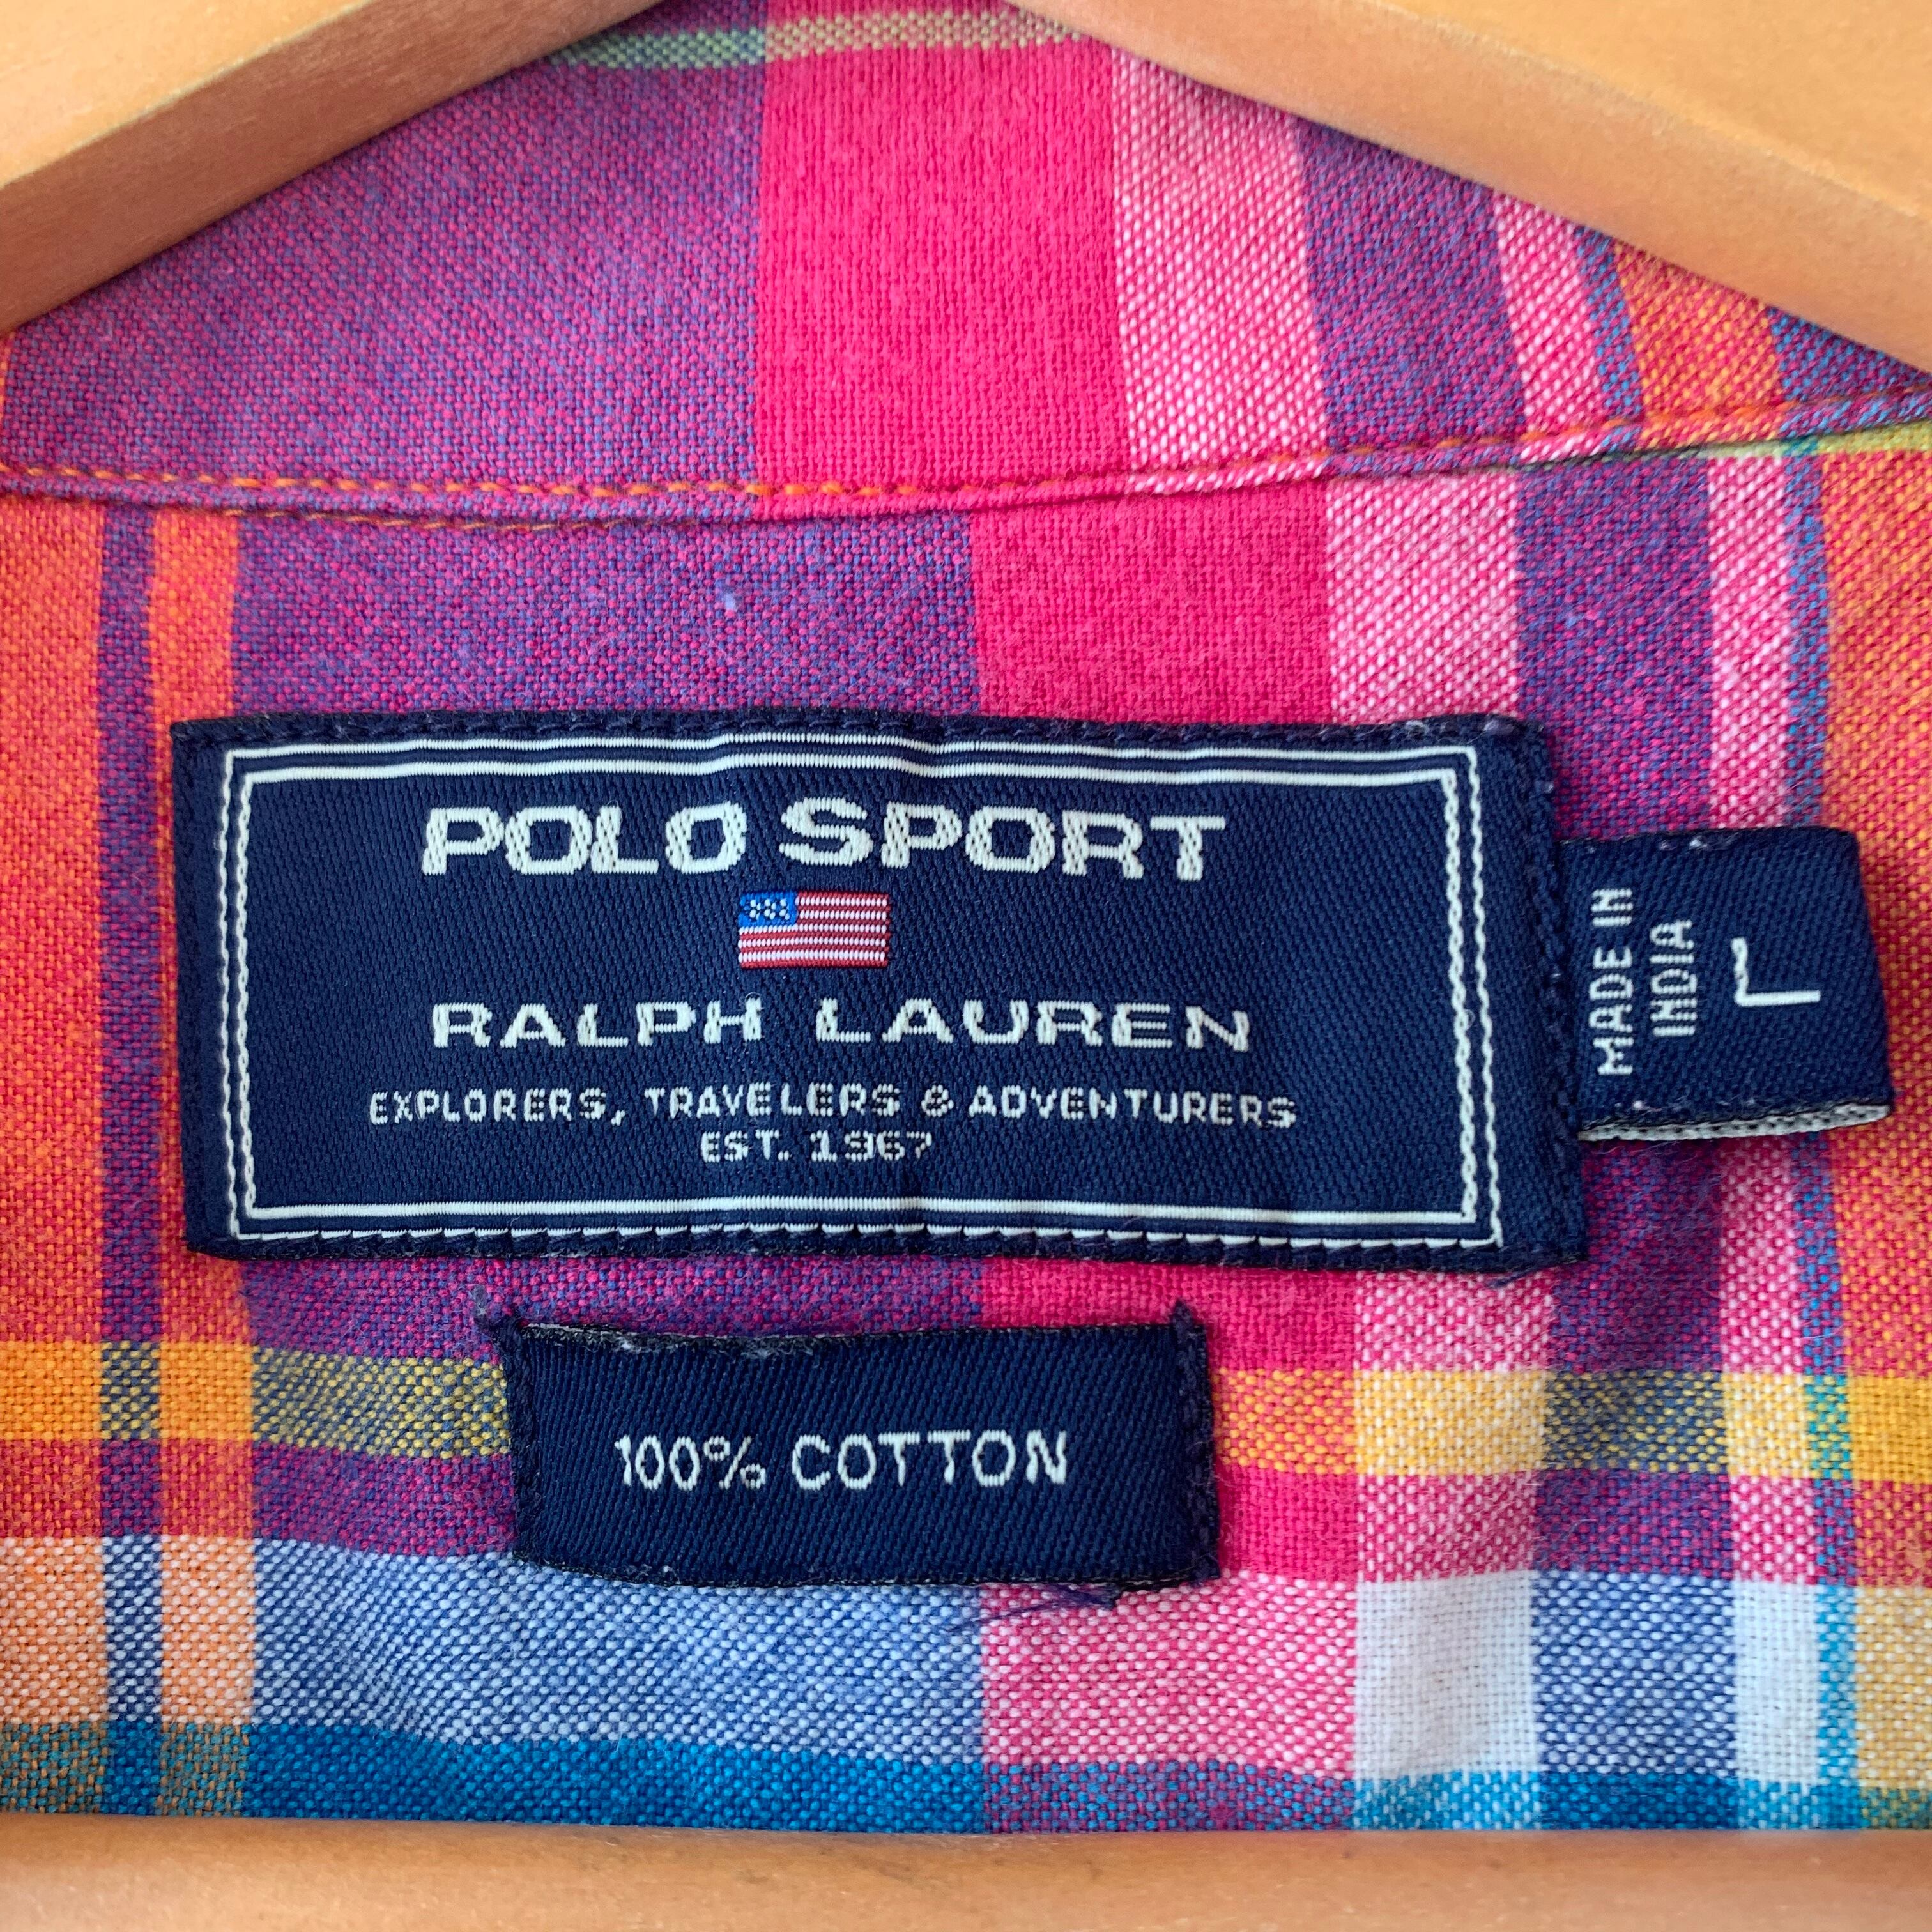 POLO SPORT
RALPH LAUREN
EXPLORERS, TRAVELERS & ADVENTURERS
EST. 1967
MADE IN
INDIA
L
100% COTTON